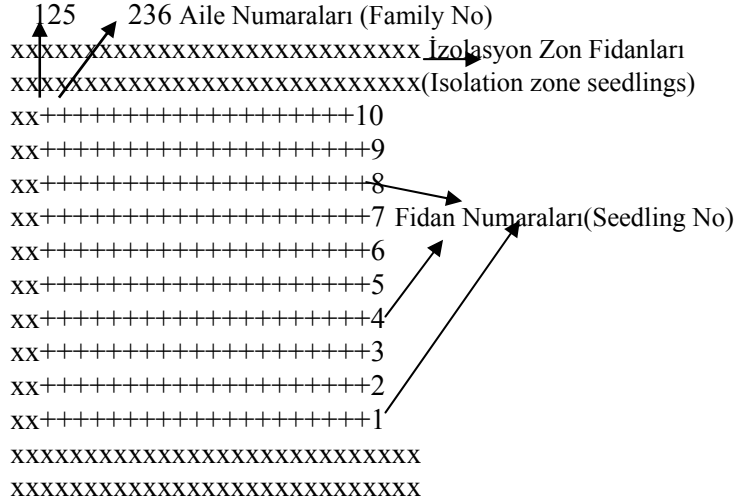 125 236 Aile Numaraları (Family No)
xxxxxxxxxxxxxxxxxxxxxxxxxxxx İzolasyon Zon Fidanları
xxxxxxxxxxxxxxxxxxxxxxxxxxxx(Isolation zone seedlings)
xx+++++++++++++++++++10
xx++++++++++++++++++++9
xx++++++++++++++++++++8
xx++++++++++++++++++++7 Fidan Numaraları(Seedling No)
xx++++++++++++++++++++6
xx++++++++++++++++++++5
xx++++++++++++++++++++4
xx++++++++++++++++++++3
xx++++++++++++++++++++2
xx++++++++++++++++++++1
xxxxxxxxxxxxxxxxxxxxxxxxxxxx
xxxxxxxxxxxxxxxxxxxxxxxxxxxx